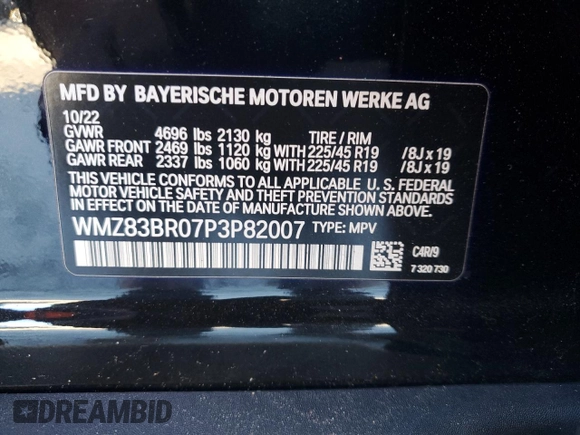 MFD BY BAYERISCHE MOTOREN WERKE AG
10/22
GVWR 4696 lbs 2130 kg TIRE / RIM
GAWR FRONT 2469 lbs 1120 kg WITH 225/45 R19 /8J x 19
GAWR REAR 2337 lbs 1060 kg WITH 225/45 R19 /8J x 19
THIS VEHICLE CONFORMS TO ALL APPLICABLE U. S. FEDERAL
MOTOR VEHICLE SAFETY AND THEFT PREVENTION STANDARDS
IN EFFECT ON THE DATE OF MANUFACTURE SHOWN ABOVE.
WMZ83BR07P3P82007 TYPE: MPV
C4R/9
7 320 730
DREAMBID